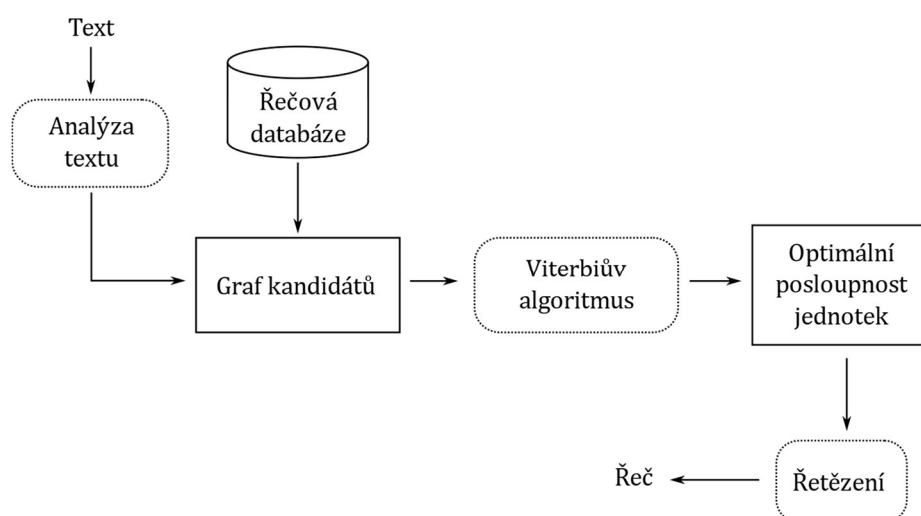 Text
Řečová
databáze
Analýza
textu
Graf kandidátů
Viterbiův
algoritmus
Optimální
posloupnost
jednotek
Řetězení
Řeč